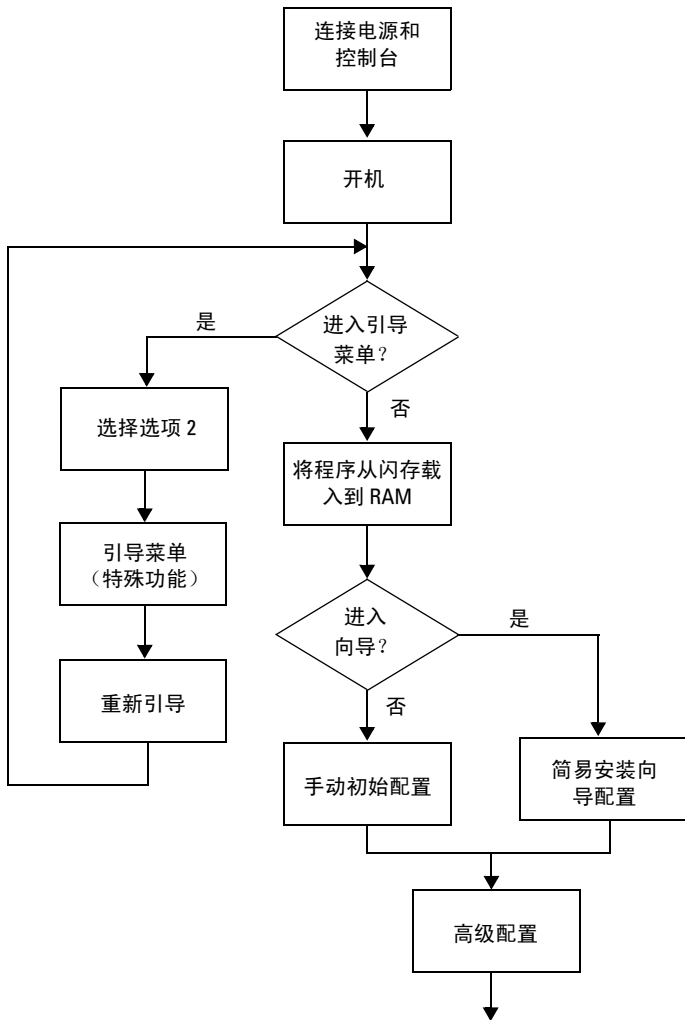 连接电源和
控制台
开机
进入引导
菜单？
是
否
选择选项 2
将程序从闪存载
入到 RAM
引导菜单
（特殊功能）
进入
向导？
是
否
重新引导
手动初始配置
简易安装向
导配置
高级配置